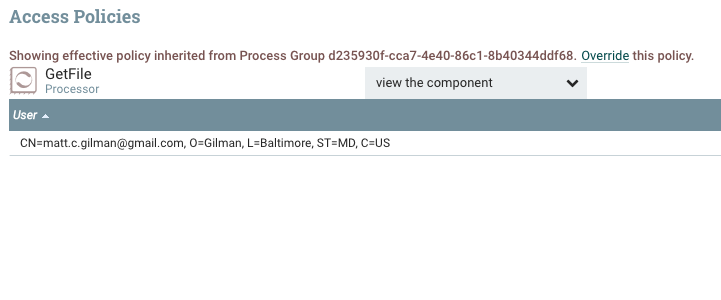 Access Policies
Showing effective policy inherited from Process Group d235930f-cca7-4e40-86c1-8b40344ddf68. Override this policy.
GetFile
Processor
view the component
User
CN=matt.c.gilman@gmail.com, O=Gilman, L=Baltimore, ST=MD, C=US